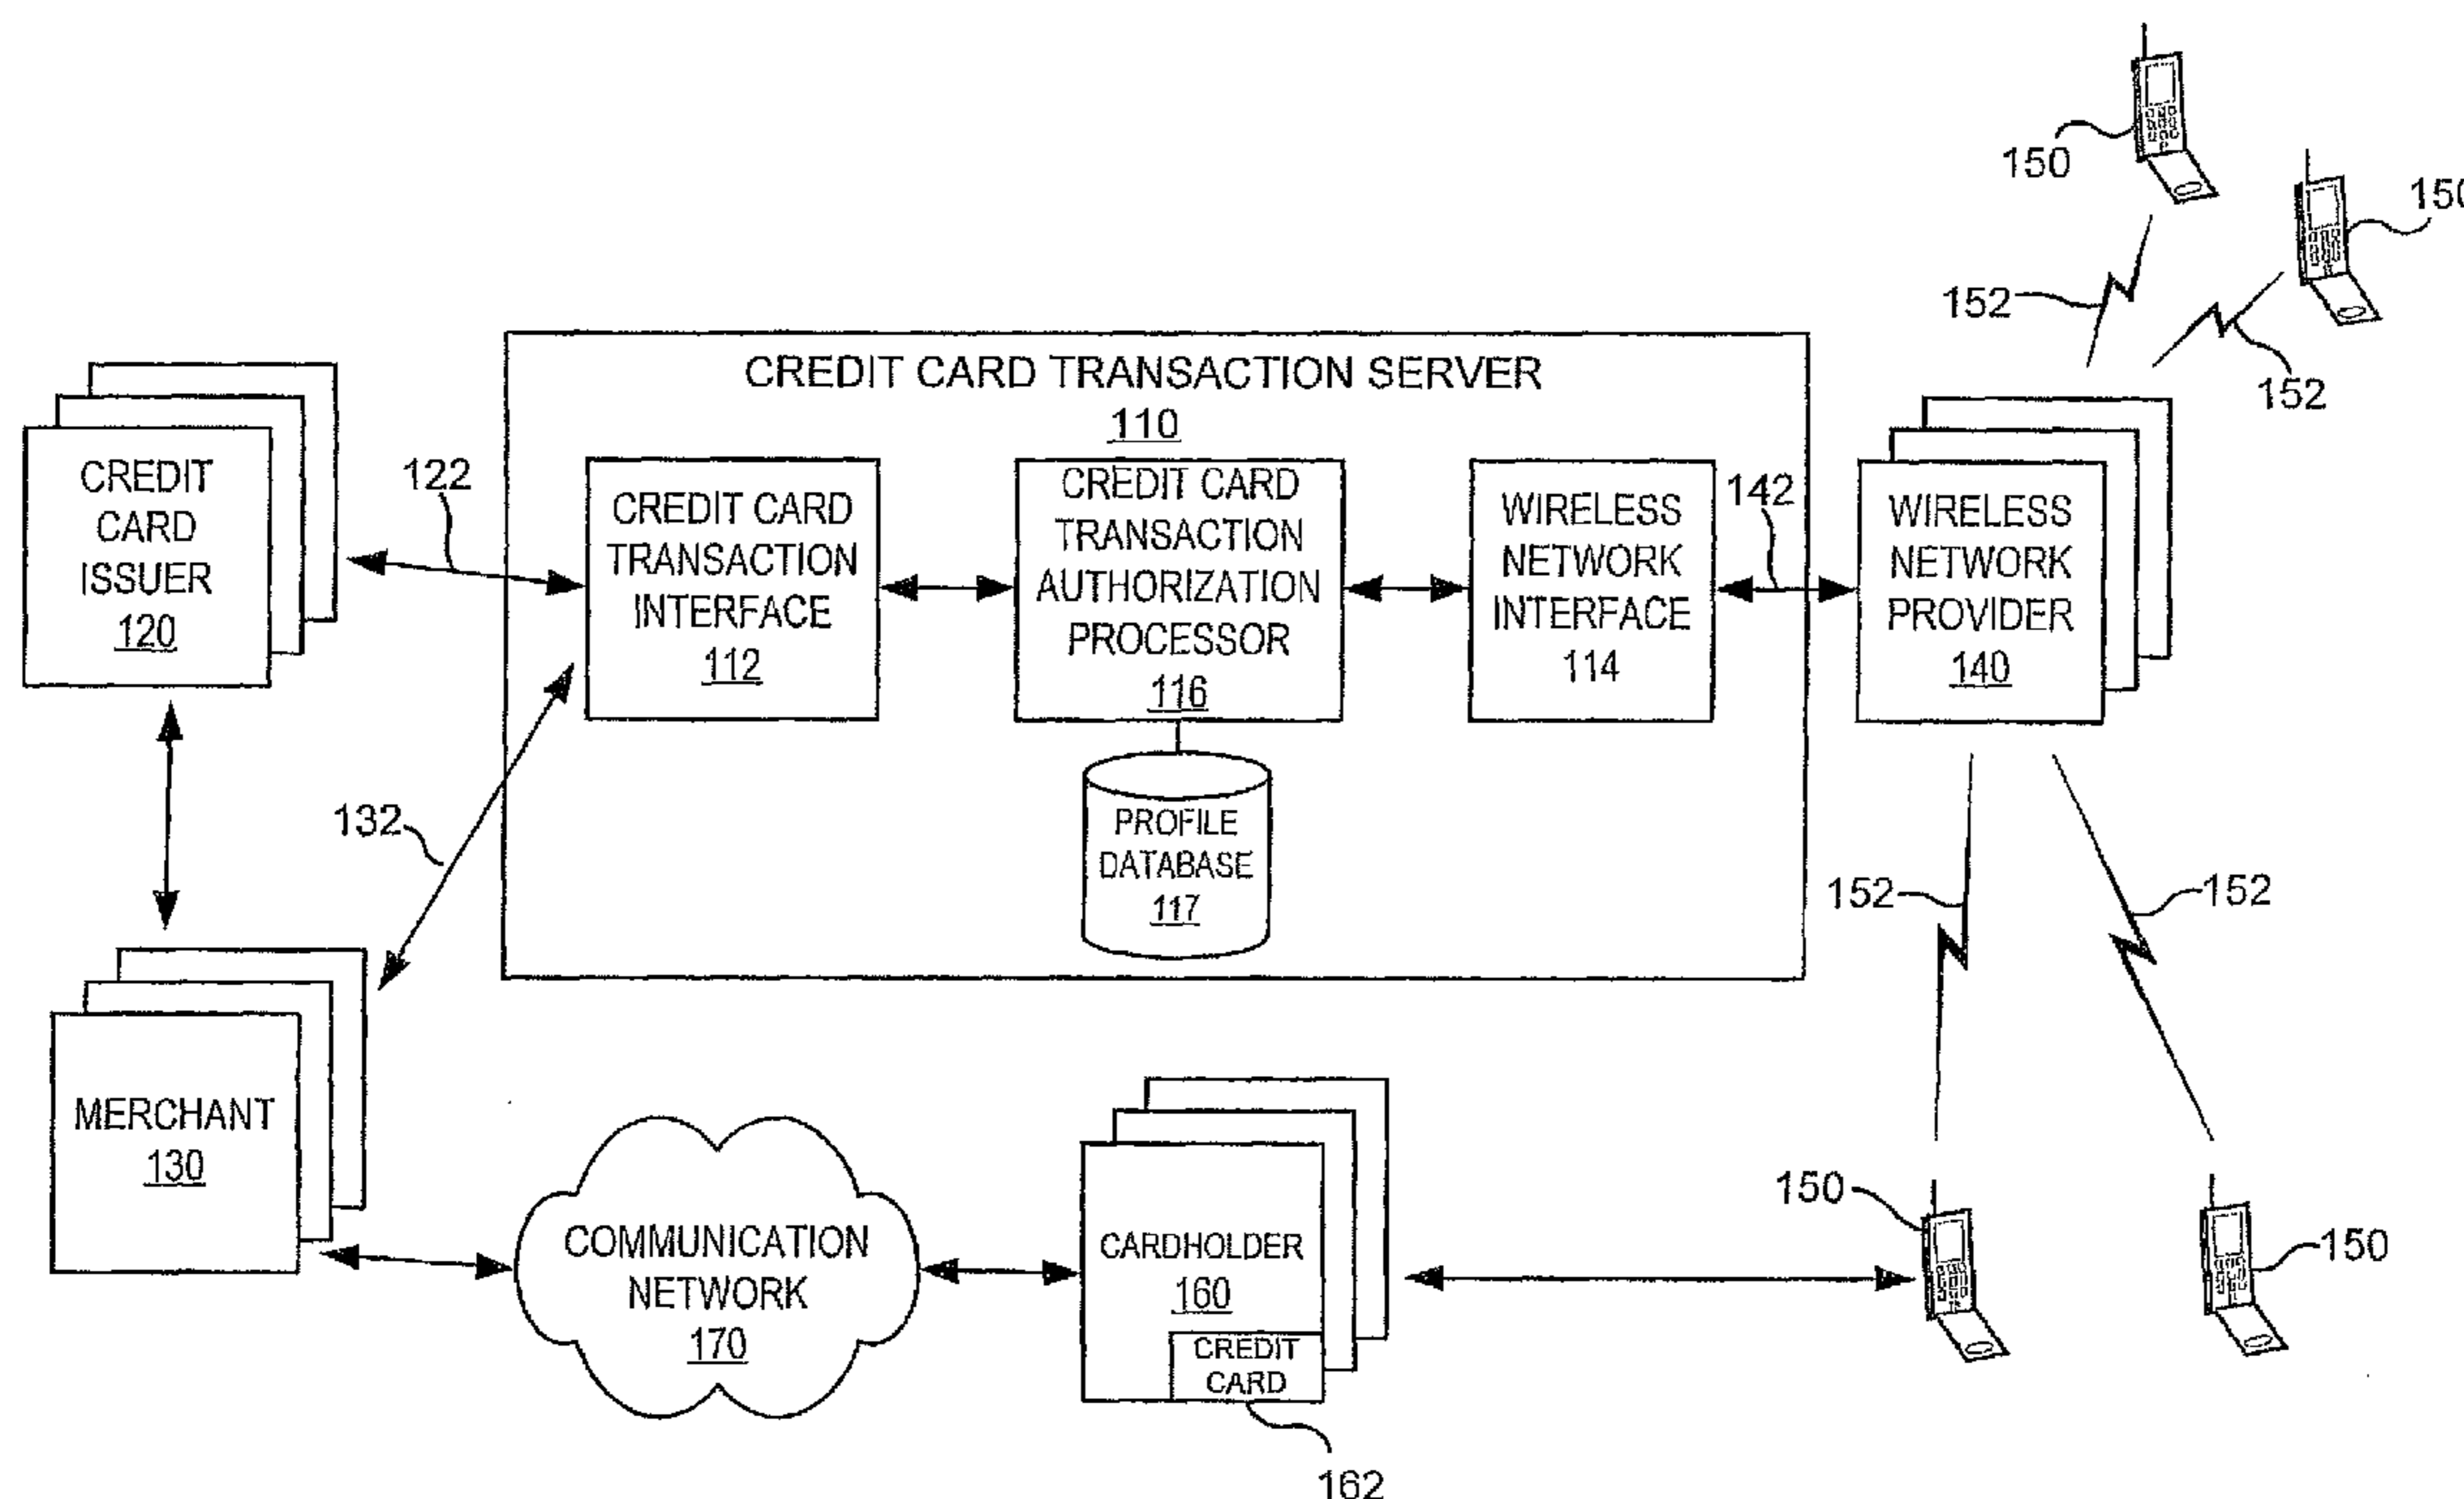 150
150
152
152
CREDIT CARD TRANSACTION SERVER
110
CREDIT
CARD
ISSUER
120
122
CREDIT CARD
TRANSACTION
INTERFACE
112
CREDIT CARD
TRANSACTION
AUTHORIZATION
PROCESSOR
116
WIRELESS
NETWORK
INTERFACE
114
142
WIRELESS
NETWORK
PROVIDER
140
132
PROFILE
DATABASE
117
152
152
MERCHANT
130
COMMUNICATION
NETWORK
170
CARDHOLDER
160
CREDIT
CARD
162
150
150